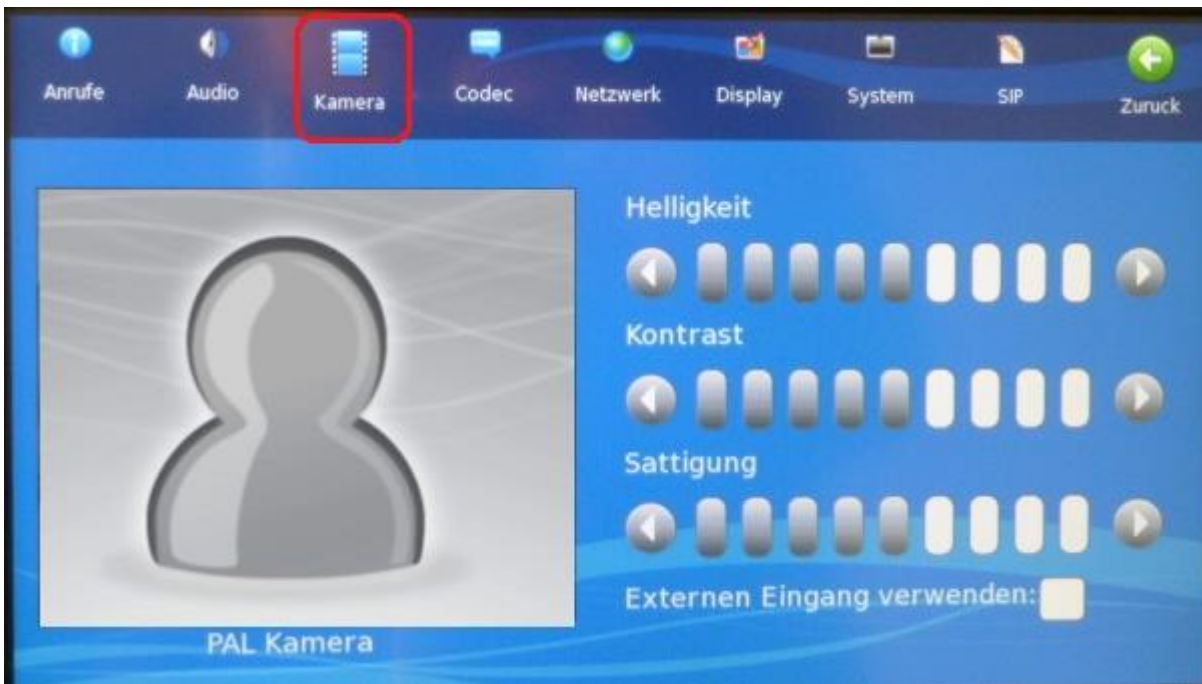 Anrufe Audio Kamera Codec Netzwerk Display System SIP Zuruck
Helligkeit
Kontrast
Sattigung
Externen Eingang verwenden:
PAL Kamera